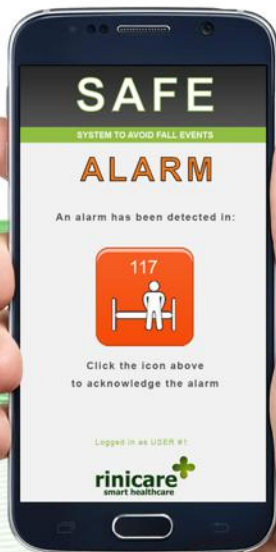 SAFE
SYSTEM TO AVOID FALL EVENTS
ALARM
An alarm has been detected in:
117
Click the icon above
to acknowledge the alarm
Logged in as USER #1
rinicare
smart healthcare